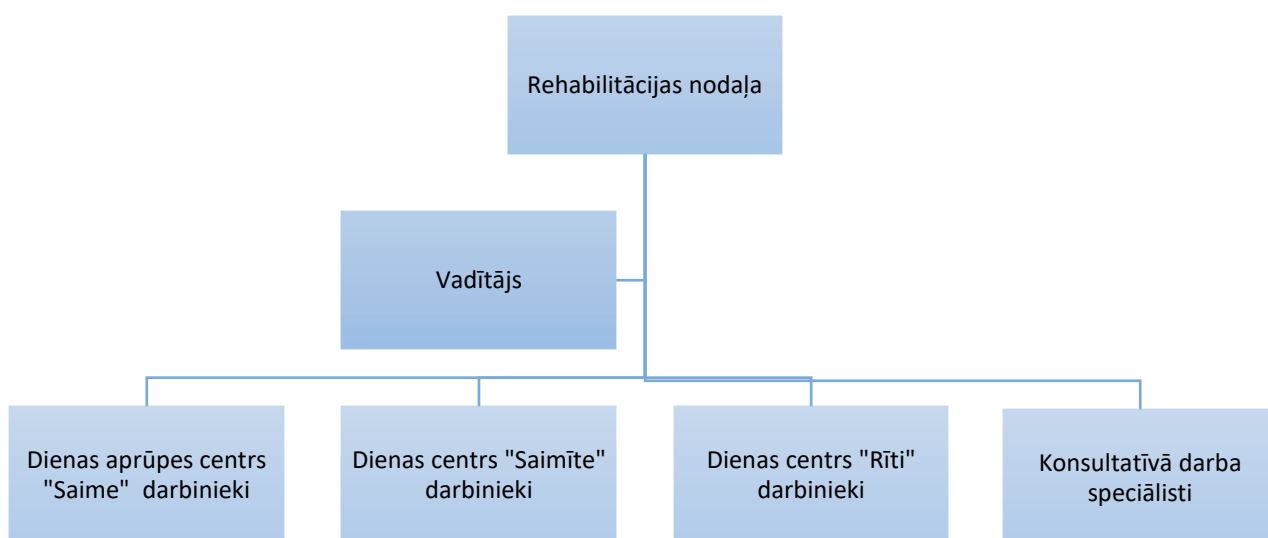 Rehabilitācijas nodaļa
Vadītājs
Dienas aprūpes centrs
"Saime" darbinieki
Dienas centrs "Saimīte"
darbinieki
Dienas centrs "Rīti"
darbinieki
Konsultatīvā darba
speciālisti